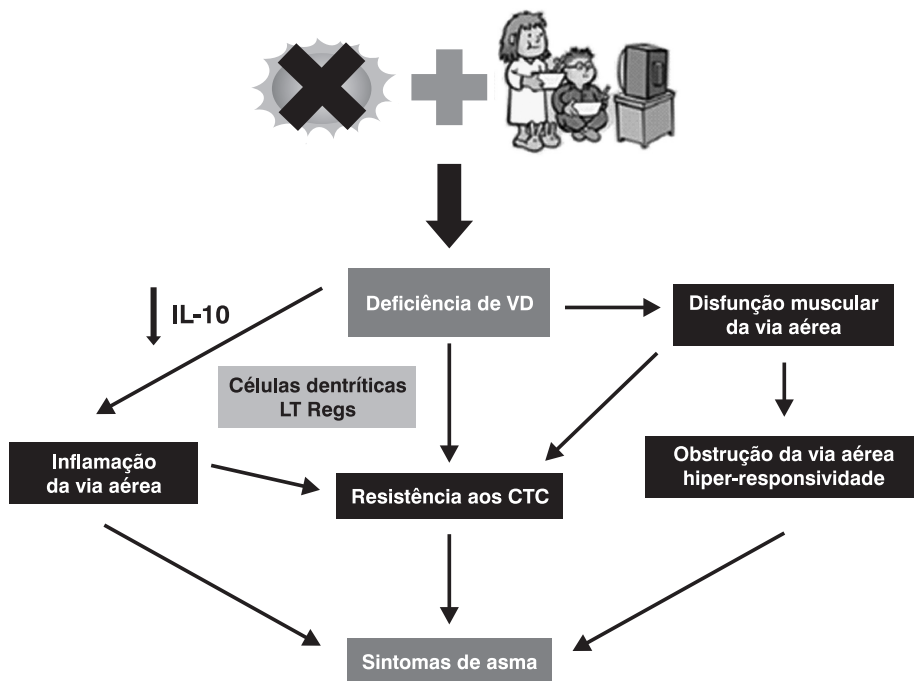 Deficiência de VD
IL-10
Disfunção muscular
da via aérea
Células dentríticas
LT Regs
Inflamação
da via aérea
Resistência aos CTC
Obstrução da via aérea
hiper-responsividade
Sintomas de asma